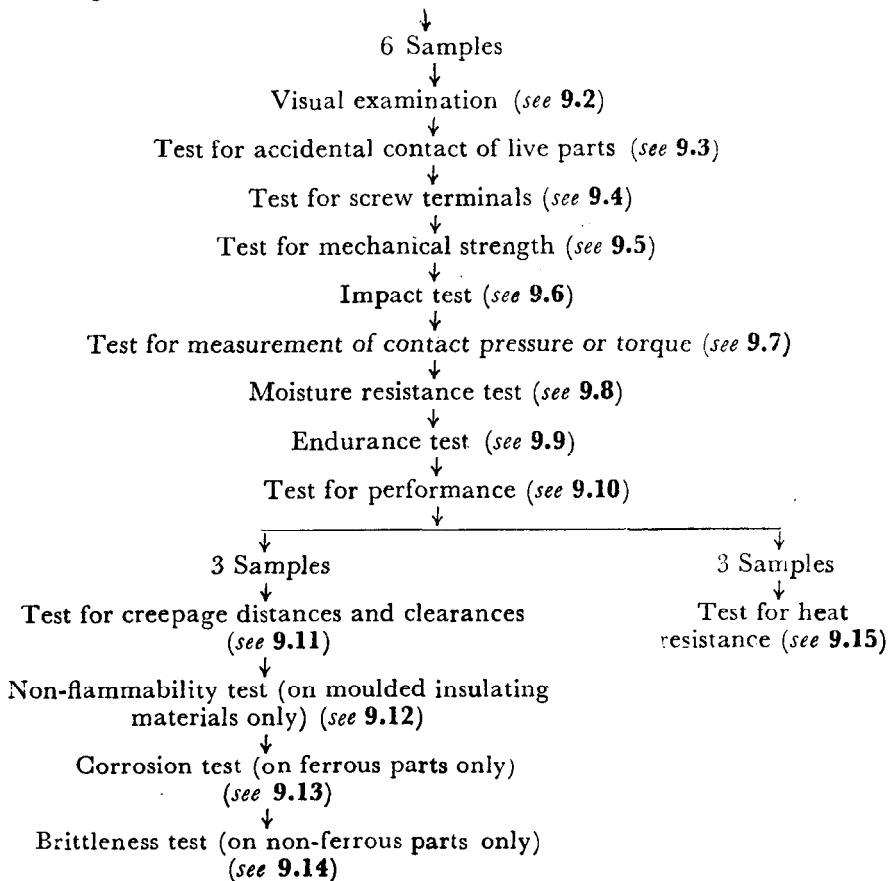 6 Samples
Visual examination (see 9.2)
Test for accidental contact of live parts (see 9.3)
Test for screw terminals (see 9.4)
Test for mechanical strength (see 9.5)
Impact test (see 9.6)
Test for measurement of contact pressure or torque (see 9.7)
Moisture resistance test (see 9.8)
Endurance test (see 9.9)
Test for performance (see 9.10)
3 Samples
Test for creepage distances and clearances
(see 9.11)
Non-flammability test (on moulded insulating
materials only) (see 9.12)
Corrosion test (on ferrous parts only)
(see 9.13)
Brittleness test (on non-ferrous parts only)
(see 9.14)
3 Samples
Test for heat
resistance (see 9.15)